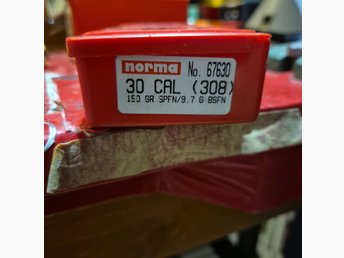 norma No. 67630
30 CAL (308)
150 GR SPFN/9.7 G BSFN